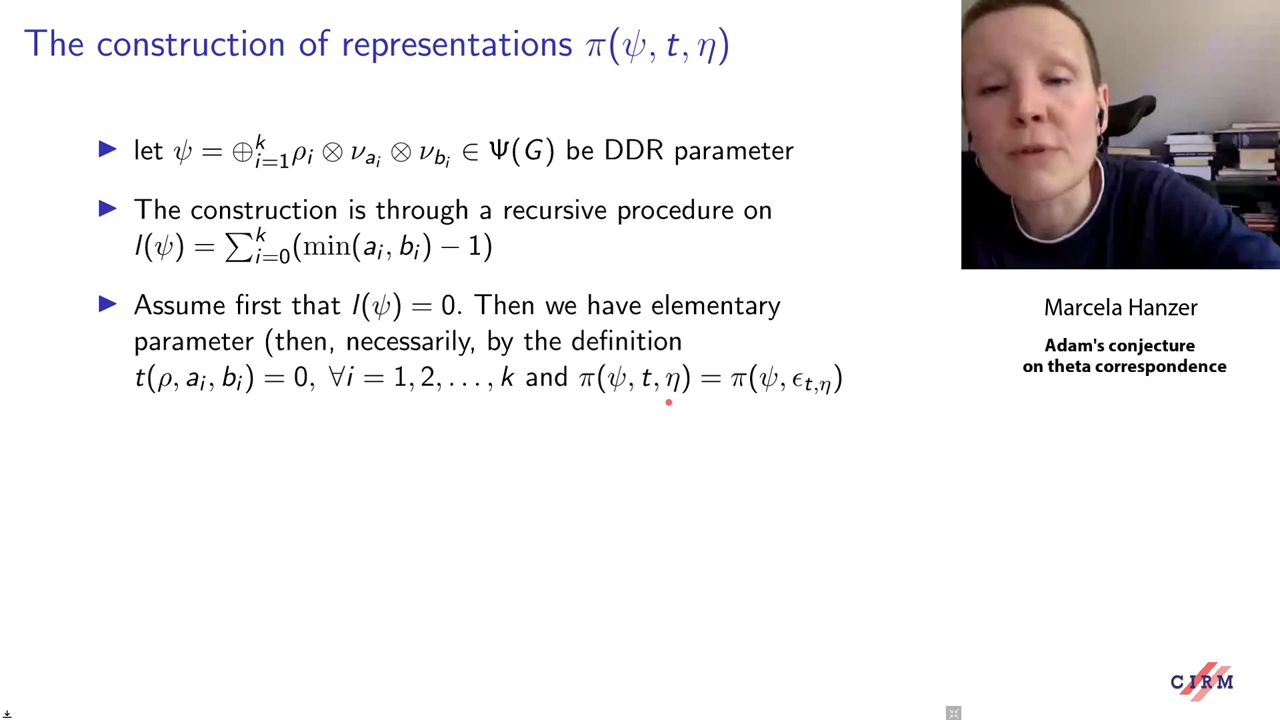 The construction of representations π(ψ, t, η)
▶ let ψ = ⊕ᵏᵢ₌₁ρᵢ ⊗ ν_{aᵢ} ⊗ ν_{bᵢ} ∈ Ψ(G) be DDR parameter
▶ The construction is through a recursive procedure on
l(ψ) = ∑ᵏᵢ₌₀(min(aᵢ, bᵢ) − 1)
▶ Assume first that l(ψ) = 0. Then we have elementary
parameter (then, necessarily, by the definition
t(ρ, aᵢ, bᵢ) = 0, ∀i = 1, 2, . . . , k and π(ψ, t, η) = π(ψ, ϵ_{t,η})
Marcela Hanzer
Adam's conjecture
on theta correspondence
CIRM